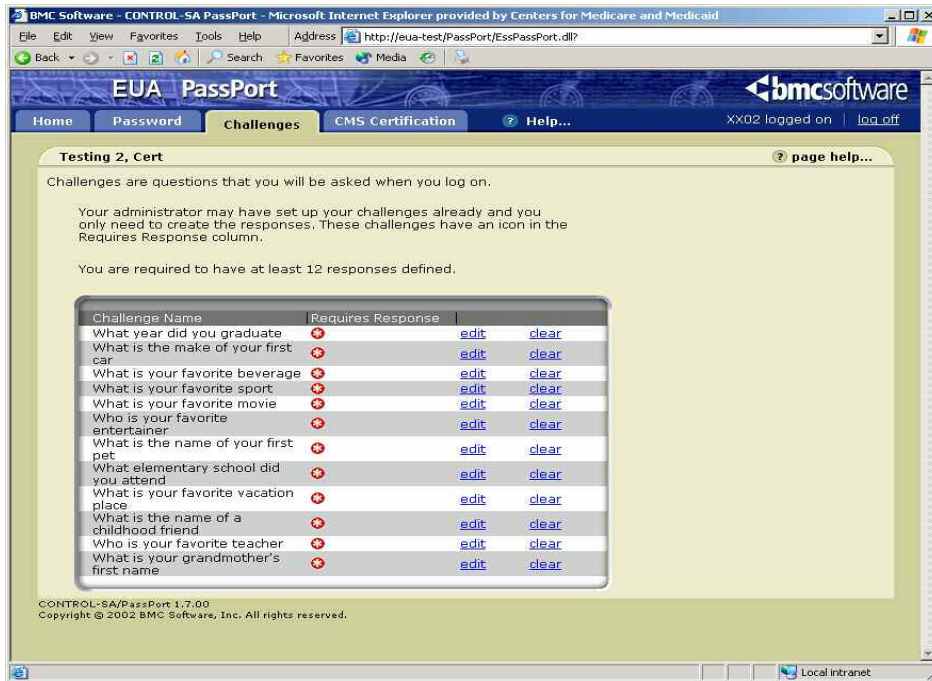 BMC Software - CONTROL-SA PassPort - Microsoft Internet Explorer provided by Centers for Medicare and Medicaid
File Edit View Favorites Tools Help Address http://eua-test/PassPort/EssPassPort.dll?
Back Search Favorites Media
EUA PassPort bmcsoftware
Home Password Challenges CMS Certification ? Help... XX02 logged on | log off
Testing 2, Cert ? page help...
Challenges are questions that you will be asked when you log on.
Your administrator may have set up your challenges already and you
only need to create the responses. These challenges have an icon in the
Requires Response column.
You are required to have at least 12 responses defined.
Challenge Name Requires Response
What year did you graduate edit clear
What is the make of your first
car edit clear
What is your favorite beverage edit clear
What is your favorite sport edit clear
What is your favorite movie edit clear
Who is your favorite
entertainer edit clear
What is the name of your first
pet edit clear
What elementary school did
you attend edit clear
What is your favorite vacation
place edit clear
What is the name of a
childhood friend edit clear
Who is your favorite teacher edit clear
What is your grandmother's
first name edit clear
CONTROL-SA/PassPort 1.7.00
Copyright © 2002 BMC Software, Inc. All rights reserved.
Local intranet